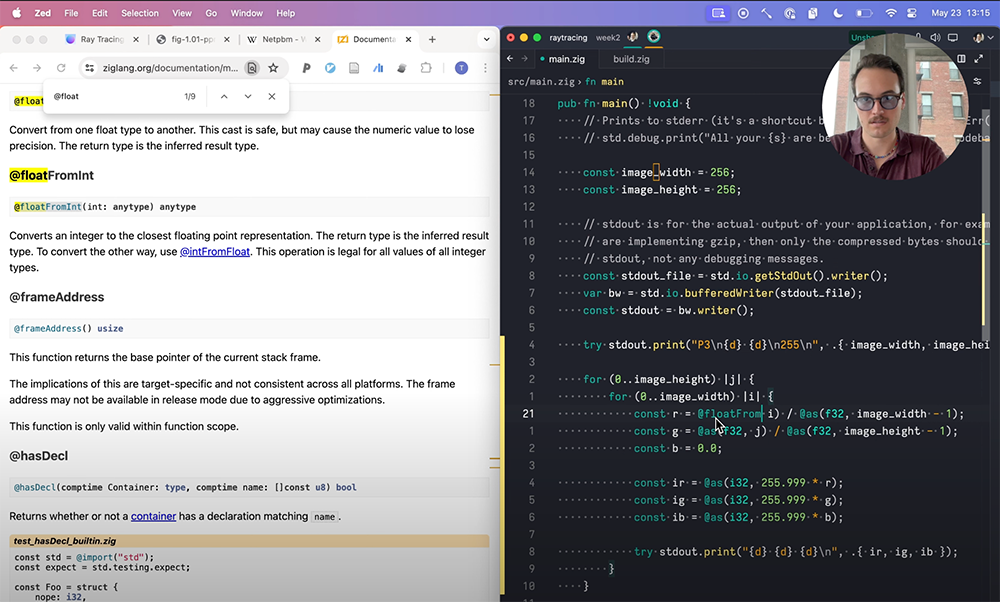 Zed File Edit Selection View Go Window Help
May 23 13:15
Ray Tracing
fig-1.01-pp
Netpbm - V
Documenta
ziglang.org/documentation/m...
T
@float
1/9
@float
Convert from one float type to another. This cast is safe, but may cause the numeric value to lose
precision. The return type is the inferred result type.
@floatFromInt
@floatFromInt(int: anytype) anytype
Converts an integer to the closest floating point representation. The return type is the inferred result
type. To convert the other way, use @intFromFloat. This operation is legal for all values of all integer
types.
@frameAddress
@frameAddress() usize
This function returns the base pointer of the current stack frame.
The implications of this are target-specific and not consistent across all platforms. The frame
address may not be available in release mode due to aggressive optimizations.
This function is only valid within function scope.
@hasDecl
@hasDecl(comptime Container: type, comptime name: []const u8) bool
Returns whether or not a container has a declaration matching name.
test_hasDecl_builtin.zig
const std = @import("std");
const expect = std.testing.expect;
const Foo = struct {
nope: i32,
raytracing week2
Unsh
main.zig build.zig
src/main.zig › fn main
18 pub fn main() !void {
17 // Prints to stderr (it's a shortcut b
16 // std.debug.print("All your {s} are be
15
14 const image_width = 256;
13 const image_height = 256;
12
11 // stdout is for the actual output of your application, for exam
10 // are implementing gzip, then only the compressed bytes should
9 // stdout, not any debugging messages.
8 const stdout_file = std.io.getStdOut().writer();
7 var bw = std.io.bufferedWriter(stdout_file);
6 const stdout = bw.writer();
5
4 try stdout.print("P3\n{d} {d}\n255\n", .{ image_width, image_hei
3
2 for (0..image_height) |j| {
1 for (0..image_width) |i| {
21 const r = @floatFrom i) / @as(f32, image_width - 1);
1 const g = @as(f32, j) / @as(f32, image_height - 1);
2 const b = 0.0;
3
4 const ir = @as(i32, 255.999 * r);
5 const ig = @as(i32, 255.999 * g);
6 const ib = @as(i32, 255.999 * b);
7
8 try stdout.print("{d} {d} {d}\n", .{ ir, ig, ib });
9 }
10 }